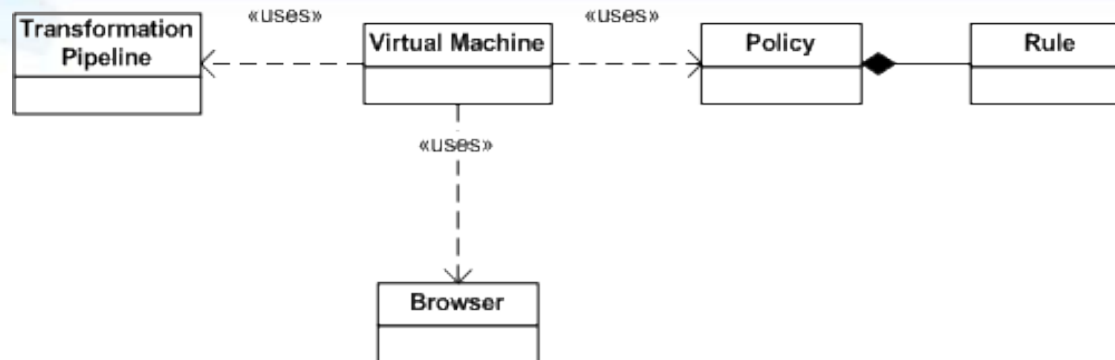 «uses»
«uses»
Transformation
Pipeline
Virtual Machine
Policy
Rule
«uses»
Browser